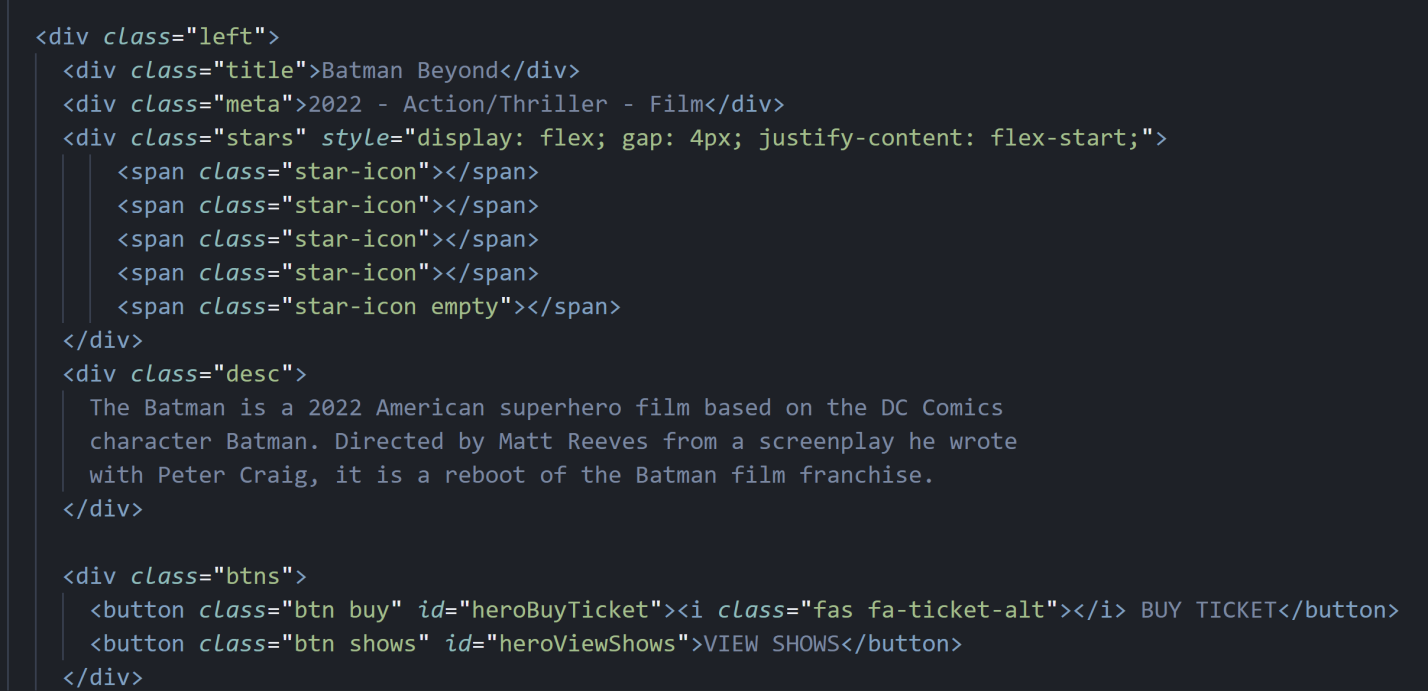 <div class="left">
<div class="title">Batman Beyond</div>
<div class="meta">2022 - Action/Thriller - Film</div>
<div class="stars" style="display: flex; gap: 4px; justify-content: flex-start;">
<span class="star-icon"></span>
<span class="star-icon"></span>
<span class="star-icon"></span>
<span class="star-icon"></span>
<span class="star-icon empty"></span>
</div>
<div class="desc">
The Batman is a 2022 American superhero film based on the DC Comics
character Batman. Directed by Matt Reeves from a screenplay he wrote
with Peter Craig, it is a reboot of the Batman film franchise.
</div>
<div class="btns">
<button class="btn buy" id="heroBuyTicket"><i class="fas fa-ticket-alt"></i> BUY TICKET</button>
<button class="btn shows" id="heroViewShows">VIEW SHOWS</button>
</div>